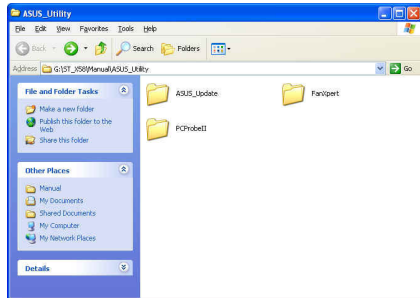 ASUS_Utility
File Edit View Favorites Tools Help
Back Search Folders
Address G:\ST_X58\Manual\ASUS_Utility Go
File and Folder Tasks
Make a new folder
Publish this folder to the Web
Share this folder
Other Places
Manual
My Documents
Shared Documents
My Computer
My Network Places
Details
ASUS_Update
FanXpert
PCProbeII